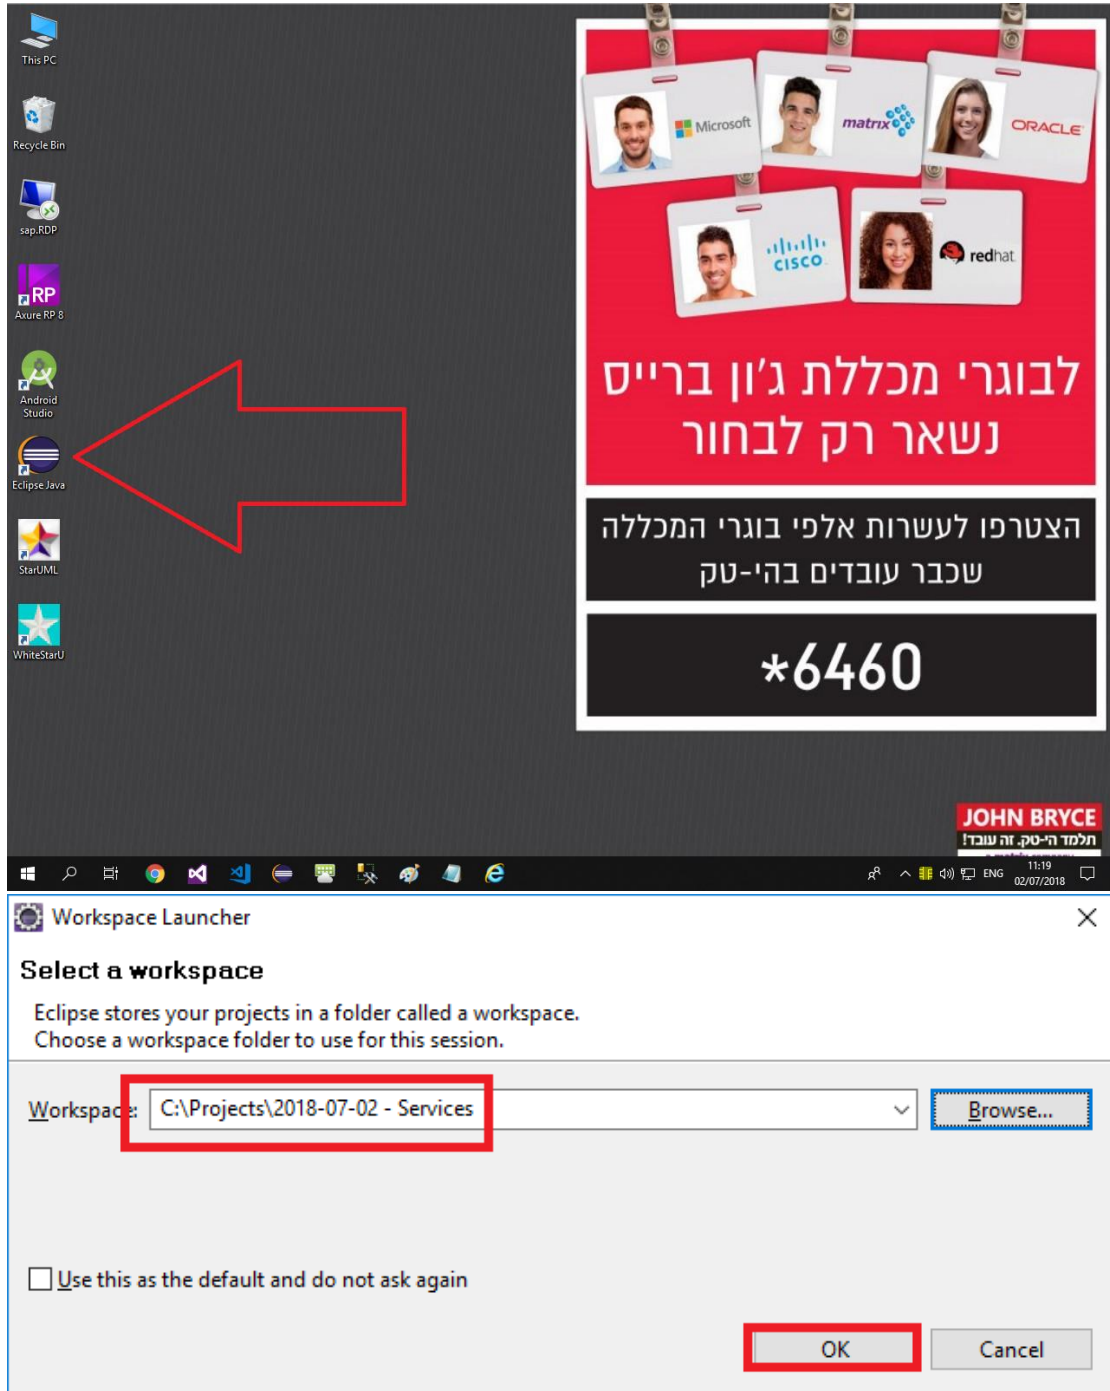 This PC
Recycle Bin
sap.RDP
RP
Axure RP 8
Android
Studio
Eclipse Java
StarUML
WhiteStarU
Microsoft
matrix
ORACLE
CISCO
redhat
לבוגרי מכללת ג'ון ברייס
נשאר רק לבחור
הצטרפו לעשרות אלפי בוגרי המכללה
שכבר עובדים בהי-טק
*6460
JOHN BRYCE
תלמד הי-טק. זה עובד!
ENG
11:19
02/07/2018
Workspace Launcher
Select a workspace
Eclipse stores your projects in a folder called a workspace.
Choose a workspace folder to use for this session.
Workspace: C:\Projects\2018-07-02 - Services Browse...
Use this as the default and do not ask again
OK Cancel